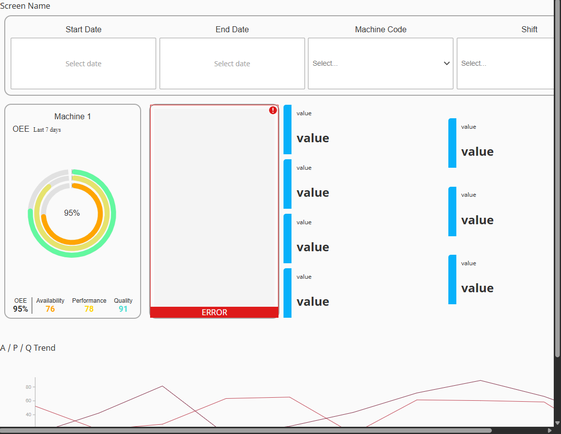 Screen Name
Start Date
End Date
Machine Code
Shift
Select date
Select date
Select...
Select...
Machine 1
OEE Last 7 days
95%
OEE Availability Performance Quality
95% 76 78 91
!
ERROR
value
value
value
value
value
value
value
value
value
value
value
value
value
value
A / P / Q Trend
80
60
40